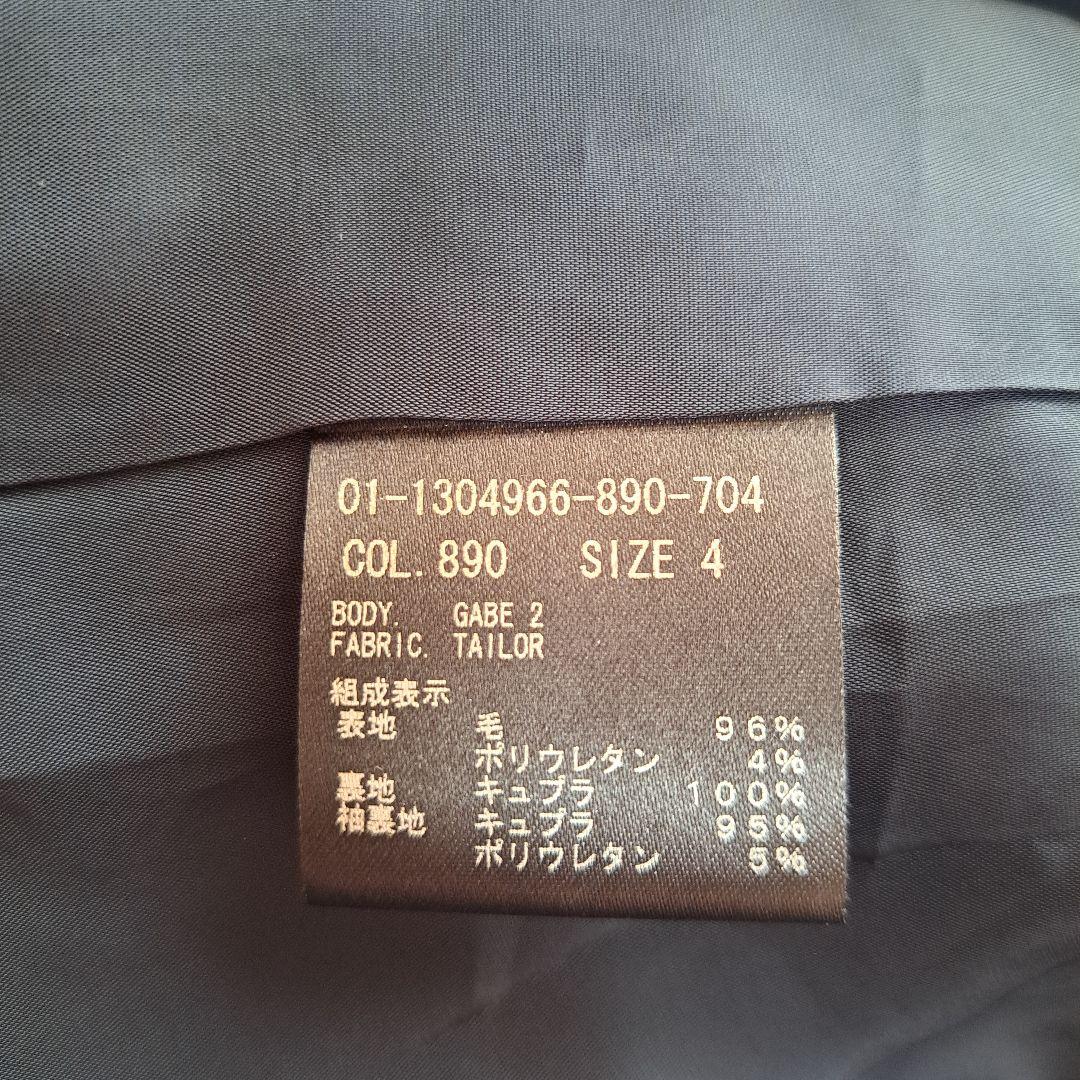 01-1304966-890-704
COL. 890 SIZE 4
BODY. GABE 2
FABRIC. TAILOR
組成表示
表地 毛 96%
ポリウレタン 4%
裏地 キュプラ 100%
袖裏地 キュプラ 95%
ポリウレタン 5%